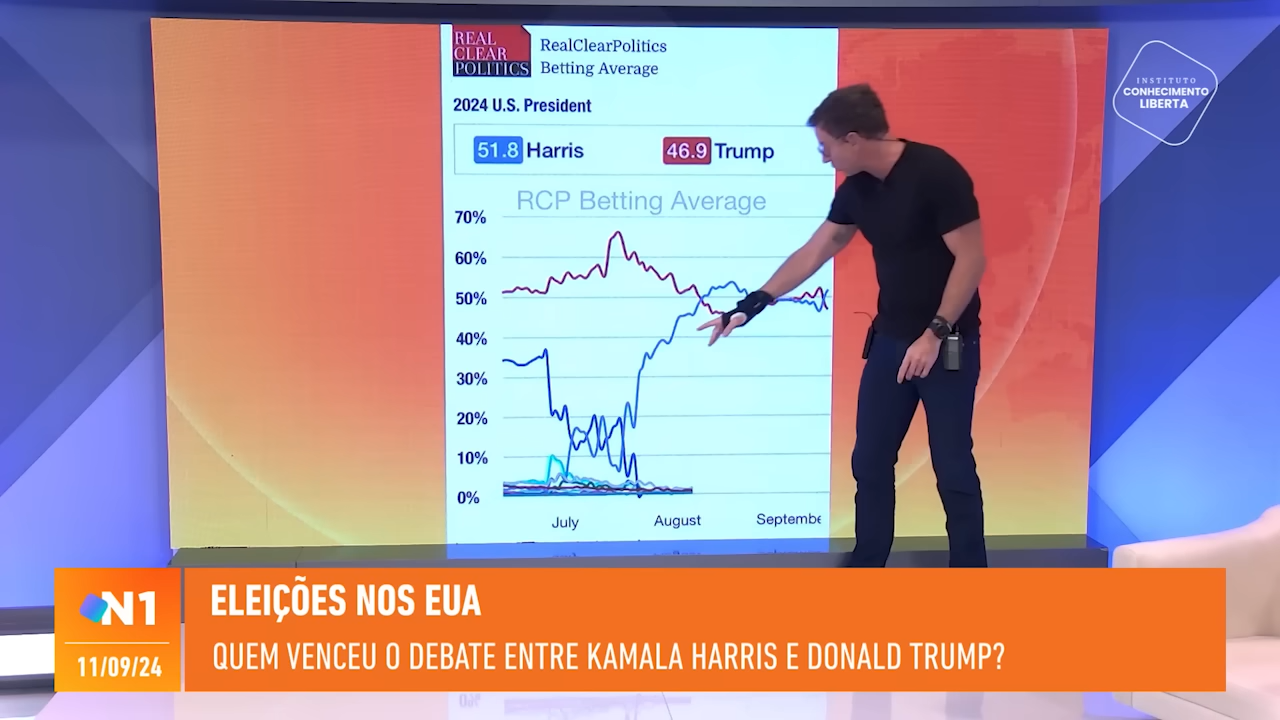 REAL
CLEAR
POLITICS
RealClearPolitics
Betting Average
2024 U.S. President
51.8 Harris
46.9 Trump
RCP Betting Average
70%
60%
50%
40%
30%
20%
10%
0%
July
August
Septembe
INSTITUTO
CONHECIMENTO
LIBERTA
N1
11/09/24
ELEIÇÕES NOS EUA
QUEM VENCEU O DEBATE ENTRE KAMALA HARRIS E DONALD TRUMP?